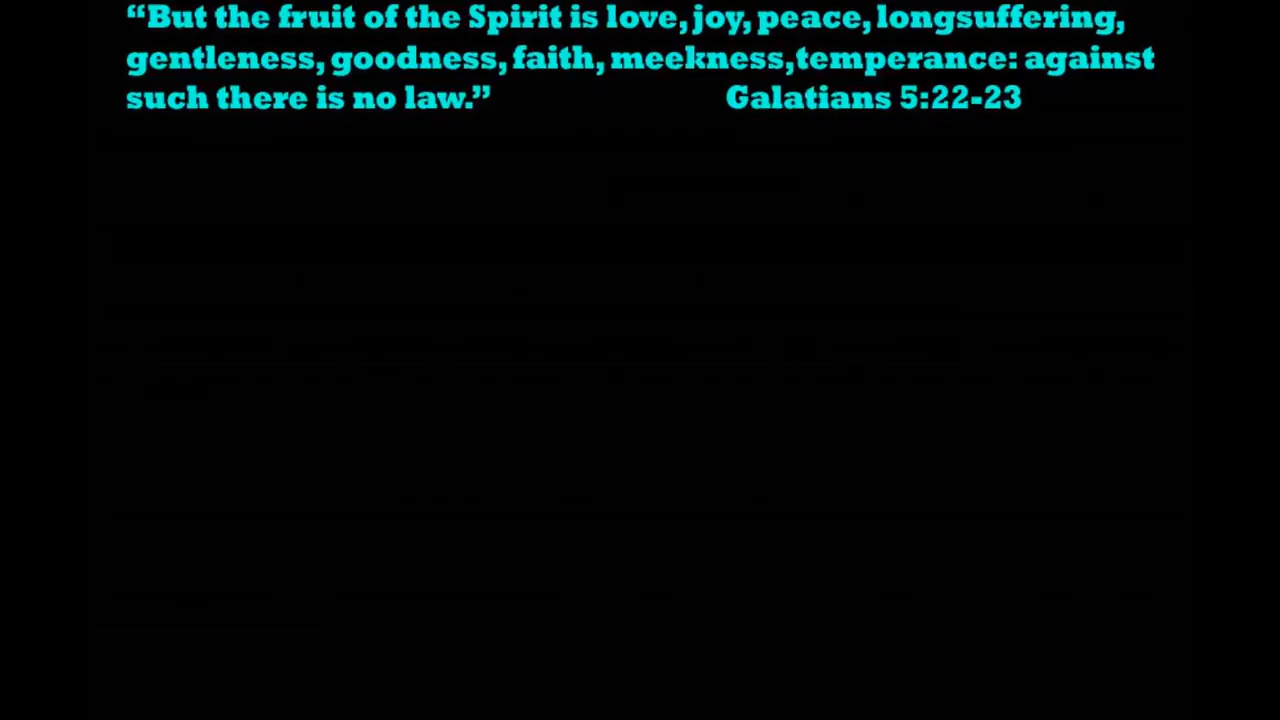 “But the fruit of the Spirit is love, joy, peace, longsuffering,
gentleness, goodness, faith, meekness,temperance: against
such there is no law.” Galatians 5:22-23